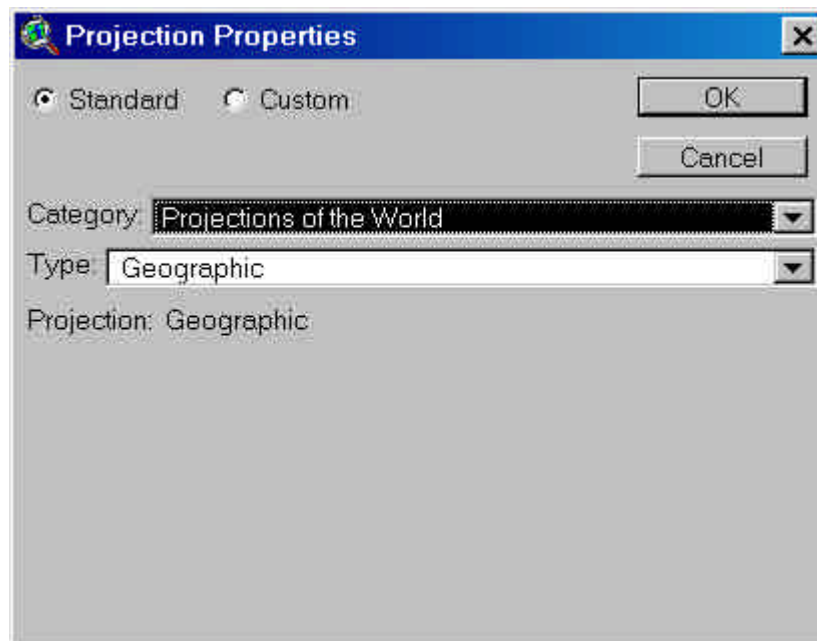 Projection Properties
Standard Custom OK
Cancel
Category: Projections of the World
Type: Geographic
Projection: Geographic